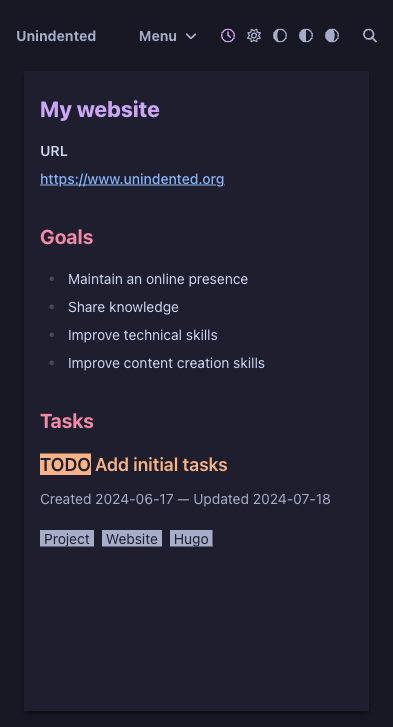 Unindented Menu
My website
URL
https://www.unindented.org
Goals
Maintain an online presence
Share knowledge
Improve technical skills
Improve content creation skills
Tasks
TODO Add initial tasks
Created 2024-06-17 — Updated 2024-07-18
Project Website Hugo